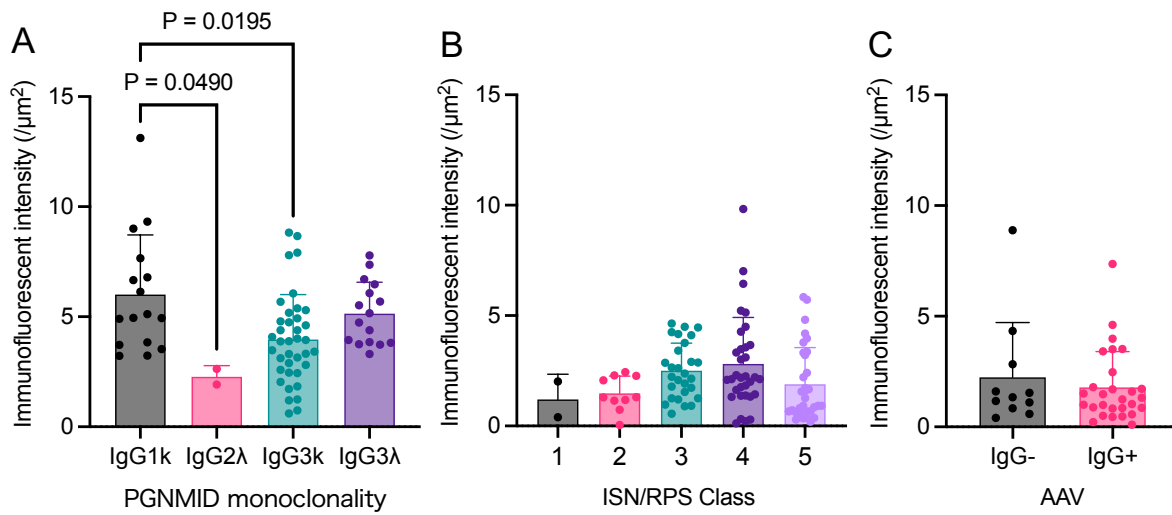 A
P = 0.0195
P = 0.0490
Immunofluorescent intensity (/µm²)
15
10
5
0
IgG1k
IgG2λ
IgG3k
IgG3λ
PGNMID monoclonality
B
Immunofluorescent intensity (/µm²)
15
10
5
0
1
2
3
4
5
ISN/RPS Class
C
Immunofluorescent intensity (/µm²)
15
10
5
0
IgG-
IgG+
AAV